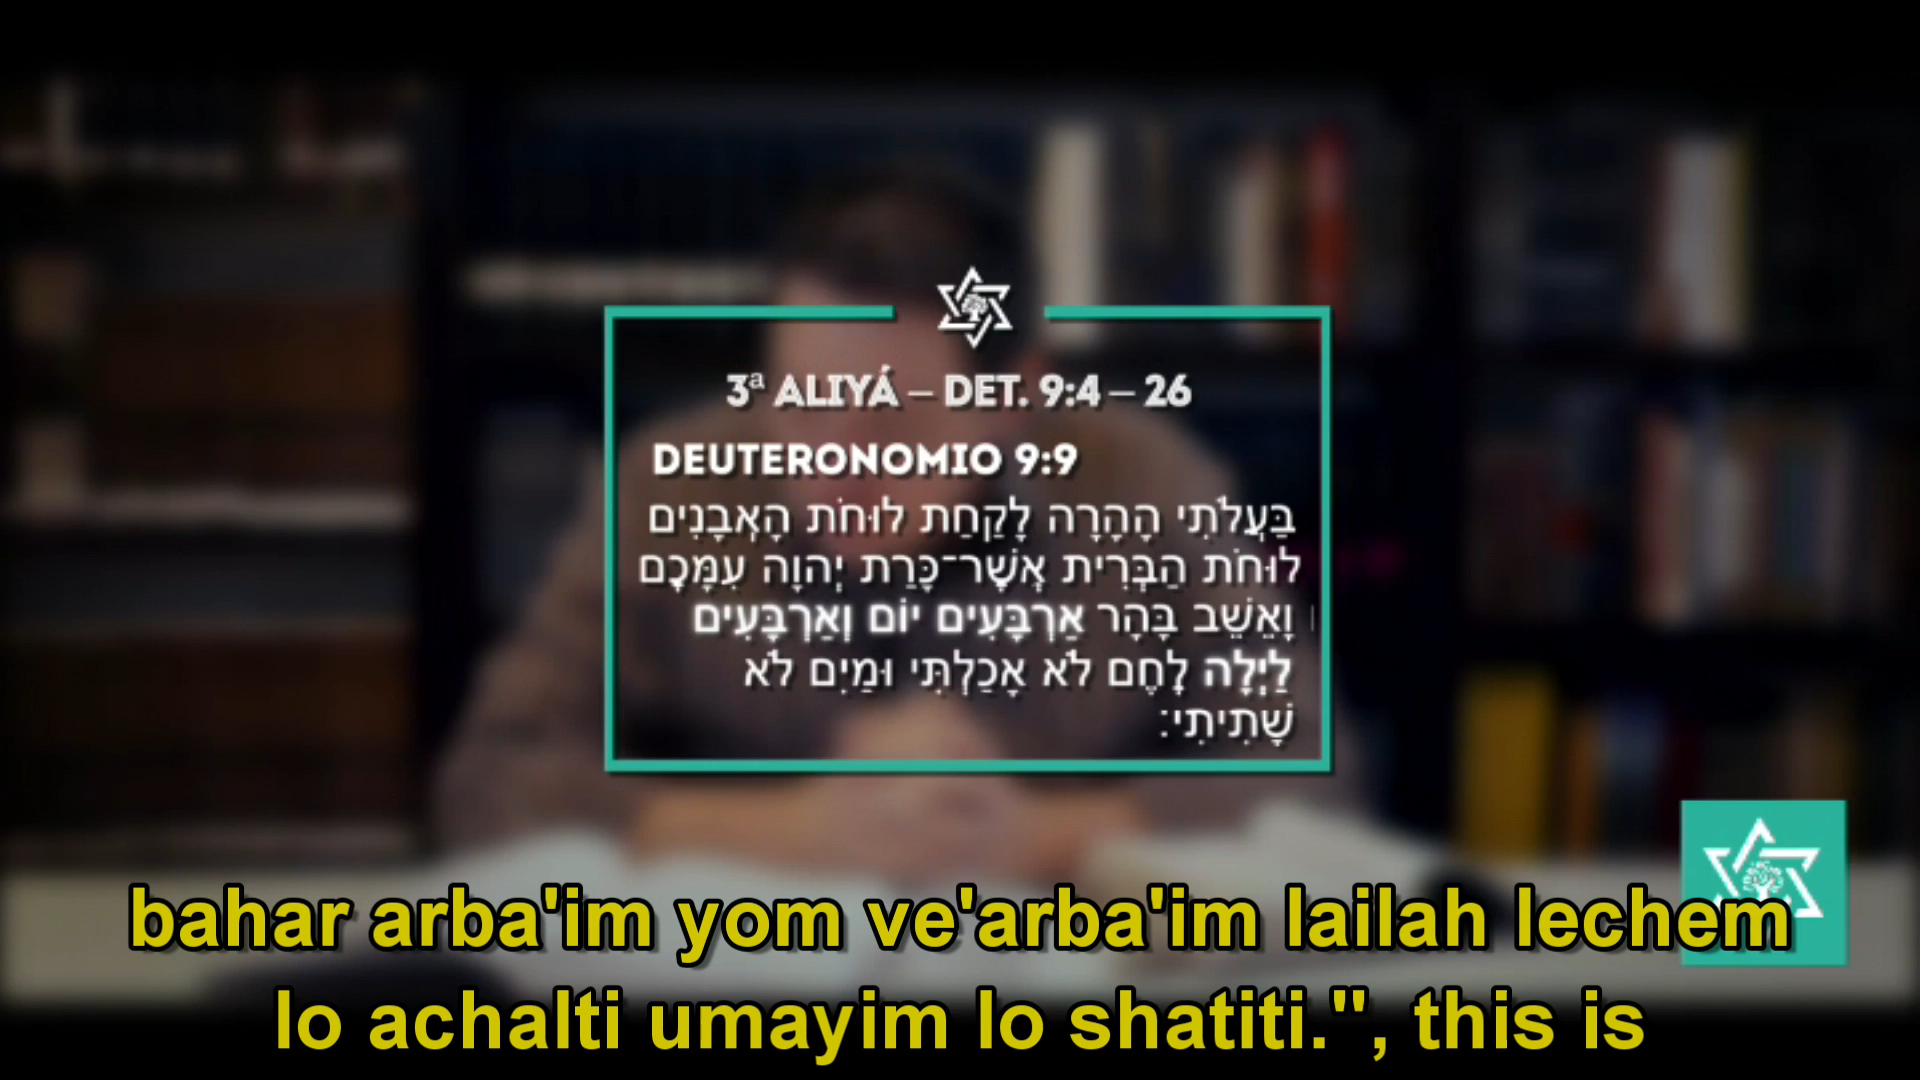 3ª ALIYÁ – DET. 9:4 – 26
DEUTERONOMIO 9:9
בַּעֲלֹתִי הָהָרָה לָקַחַת לוּחֹת הָאֲבָנִים
לוּחֹת הַבְּרִית אֲשֶׁר־כָּרַת יְהוָה עִמָּכֶם
וָאֵשֵׁב בָּהָר אַרְבָּעִים יוֹם וְאַרְבָּעִים
לַיְלָה לֶחֶם לֹא אָכַלְתִּי וּמַיִם לֹא
שָׁתִיתִי׃
bahar arba'im yom ve'arba'im lailah lechem
lo achalti umayim lo shatiti.", this is